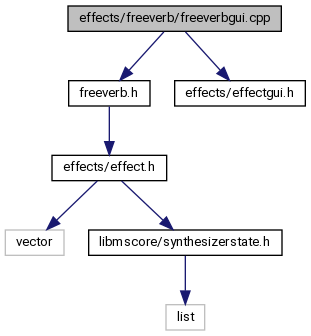 effects/freeverb/freeverbgui.cpp
freeverb.h
effects/effectgui.h
effects/effect.h
vector
libmscore/synthesizerstate.h
list